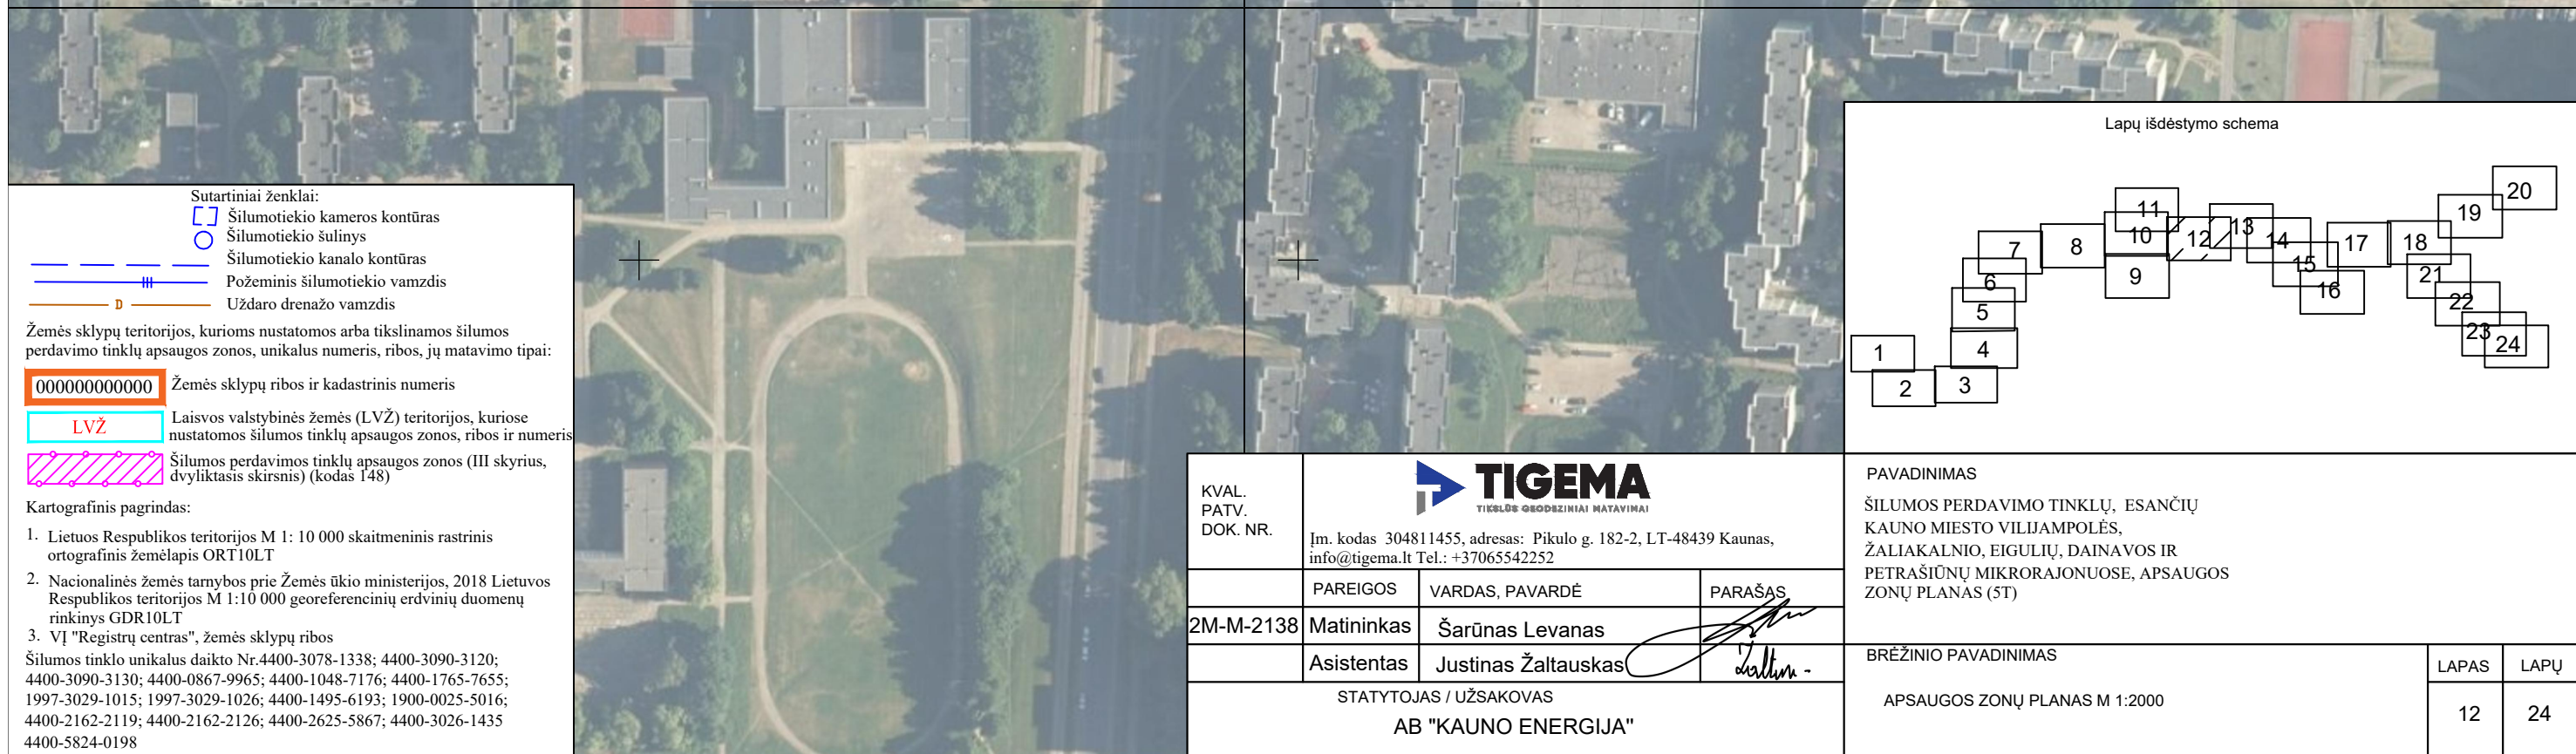 Sutartiniai ženklai:
Šilumotiekio kameros kontūras
Šilumotiekio šulinys
Šilumotiekio kanalo kontūras
Požeminis šilumotiekio vamzdis
D Uždaro drenažo vamzdis
Žemės sklypų teritorijos, kurioms nustatomos arba tikslinamos šilumos
perdavimo tinklų apsaugos zonos, unikalus numeris, ribos, jų matavimo tipai:
000000000000 Žemės sklypų ribos ir kadastrinis numeris
LVŽ
Laisvos valstybinės žemės (LVŽ) teritorijos, kuriose
nustatomos šilumos tinklų apsaugos zonos, ribos ir numeris
Šilumos perdavimos tinklų apsaugos zonos (III skyrius,
dvyliktasis skirsnis) (kodas 148)
Kartografinis pagrindas:
1. Lietuos Respublikos teritorijos M 1: 10 000 skaitmeninis rastrinis
ortografinis žemėlapis ORT10LT
2. Nacionalinės žemės tarnybos prie Žemės ūkio ministerijos, 2018 Lietuvos
Respublikos teritorijos M 1:10 000 georeferencinių erdvinių duomenų
rinkinys GDR10LT
3. VĮ "Registrų centras", žemės sklypų ribos
Šilumos tinklo unikalus daikto Nr.4400-3078-1338; 4400-3090-3120;
4400-3090-3130; 4400-0867-9965; 4400-1048-7176; 4400-1765-7655;
1997-3029-1015; 1997-3029-1026; 4400-1495-6193; 1900-0025-5016;
4400-2162-2119; 4400-2162-2126; 4400-2625-5867; 4400-3026-1435
4400-5824-0198
KVAL.
PATV.
DOK. NR.
TIGEMA
TIKSLŪS GEODEZINIAI MATAVIMAI
Įm. kodas 304811455, adresas: Pikulo g. 182-2, LT-48439 Kaunas,
info@tigema.lt Tel.: +37065542252
PAREIGOS VARDAS, PAVARDĖ PARAŠAS
2M-M-2138 Matininkas Šarūnas Levanas
Asistentas Justinas Žaltauskas
STATYTOJAS / UŽSAKOVAS
AB "KAUNO ENERGIJA"
Lapų išdėstymo schema
20
19
11
13
10 12 14 17 18
7 8
15
9 21
6
16
22
5
23
24
4
1
3
2
PAVADINIMAS
ŠILUMOS PERDAVIMO TINKLŲ, ESANČIŲ
KAUNO MIESTO VILIJAMPOLĖS,
ŽALIAKALNIO, EIGULIŲ, DAINAVOS IR
PETRAŠIŪNŲ MIKRORAJONUOSE, APSAUGOS
ZONŲ PLANAS (5T)
BRĖŽINIO PAVADINIMAS
APSAUGOS ZONŲ PLANAS M 1:2000
LAPAS LAPŲ
12 24